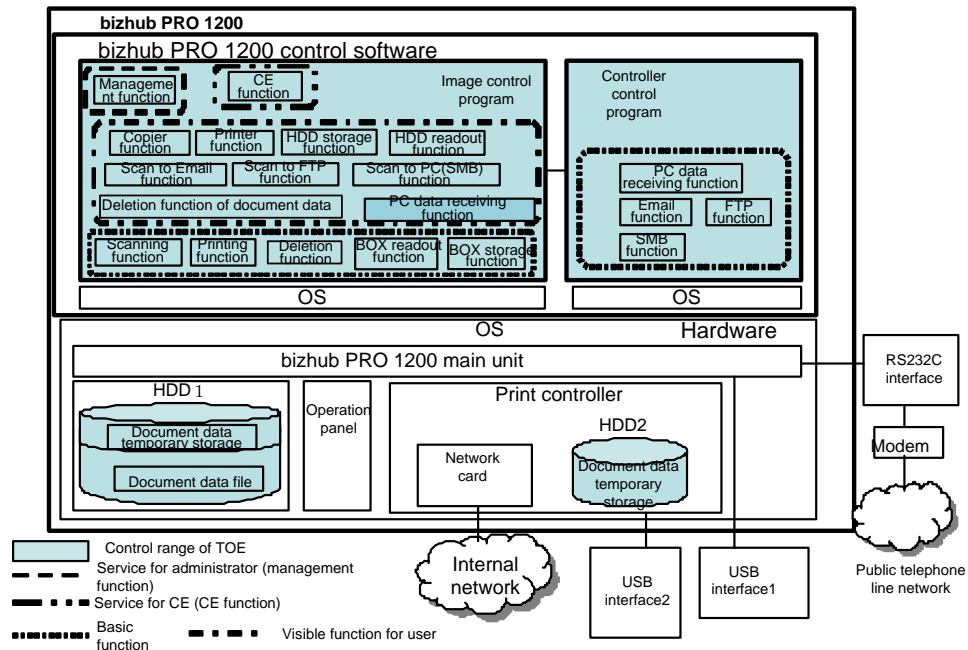 bizhub PRO 1200
bizhub PRO 1200 control software
Manageme
nt function
CE
function
Image control
program
Copier
function
Printer
function
HDD storage
function
HDD readout
function
Scan to Email
function
Scan to FTP
function
Scan to PC(SMB)
function
Deletion function of document data
PC data receiving
function
Scanning
function
Printing
function
Deletion
function
BOX readout
function
BOX storage
function
OS
Controller
control
program
PC data
receiving function
Email
function
FTP
function
SMB
function
OS
OS
Hardware
bizhub PRO 1200 main unit
HDD 1
Document data
temporary storage
Document data file
Operation
panel
Print controller
Network
card
HDD2
Document data
temporary
storage
RS232C
interface
Modem
Public telephone
line network
Internal
network
USB
interface2
USB
interface1
Control range of TOE
Service for administrator (management
function)
Service for CE (CE function)
Basic
function
Visible function for user